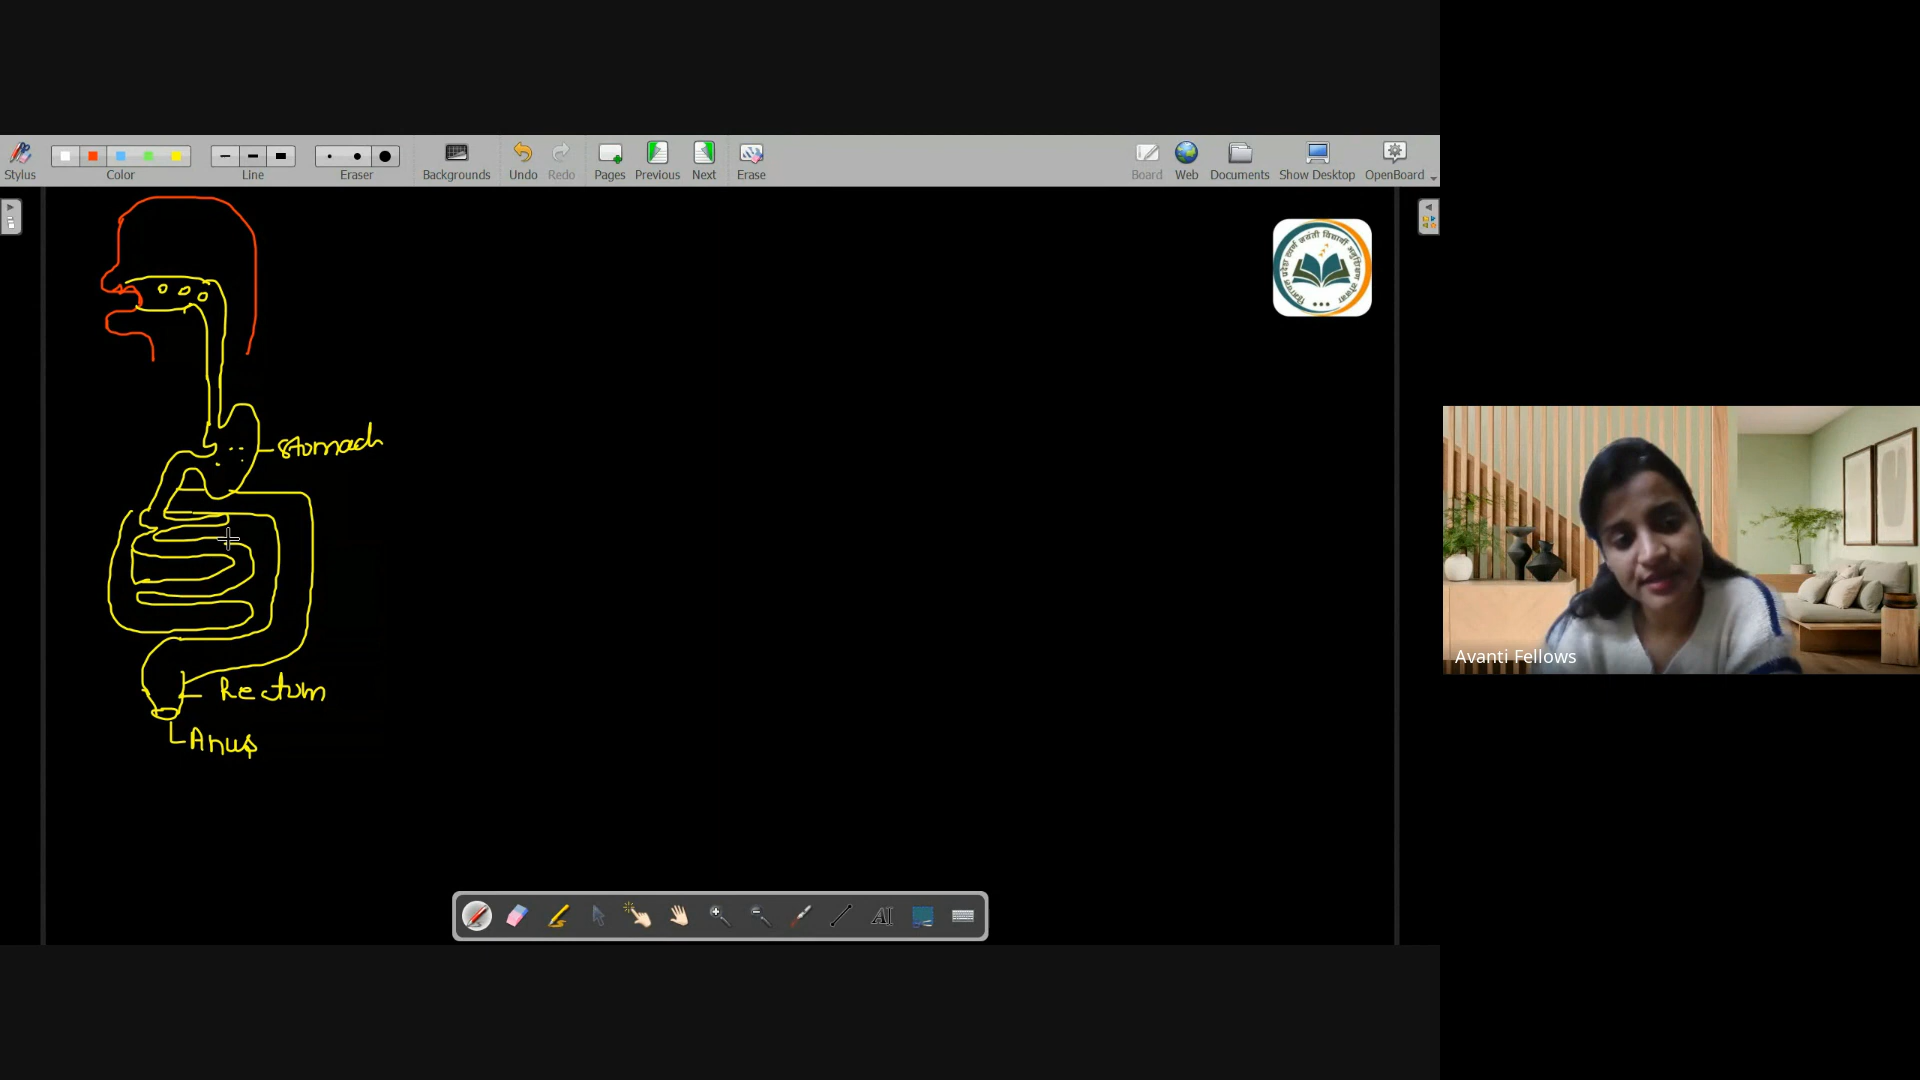 Stylus
Color
Line
Eraser
Backgrounds
Undo
Redo
Pages
Previous
Next
Erase
Board
Web
Documents
Show Desktop
OpenBoard
Stomach
Rectum
Anus
Avanti Fellows